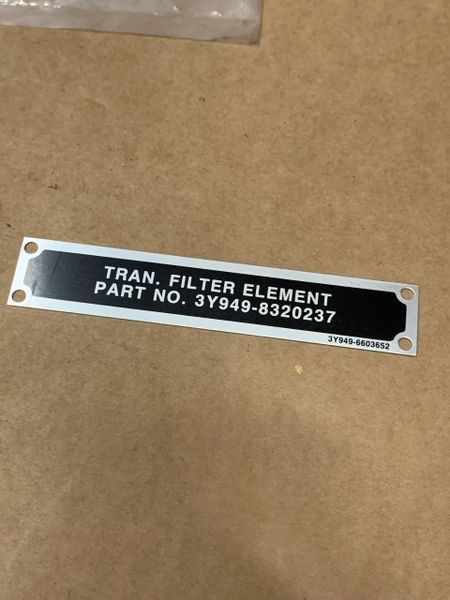 TRAN. FILTER ELEMENT
PART NO. 3Y949-8320237
3Y949-6603652